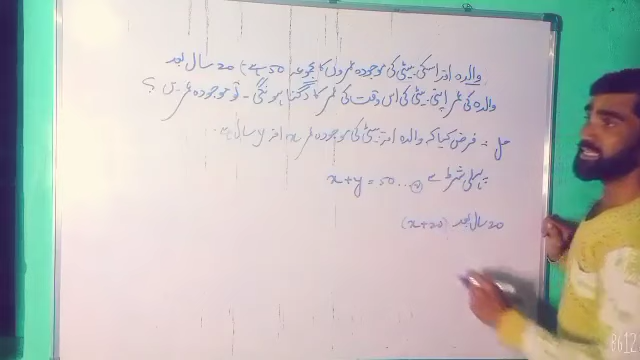 والدہ اور اسکی بیٹی کی موجودہ عمروں کا مجموعہ 50 ہے، 20 سال بعد
والدہ کی عمر اپنی بیٹی کی اس وقت کی عمر کا دگنا ہونگی۔ تو موجودہ عمریں؟
حل : فرض کیا کہ والدہ اور بیٹی کی موجودہ عمر x اور y سال ہے
پہلی شرط سے x+y = 50 ...
20 سال بعد (x+20)
8612